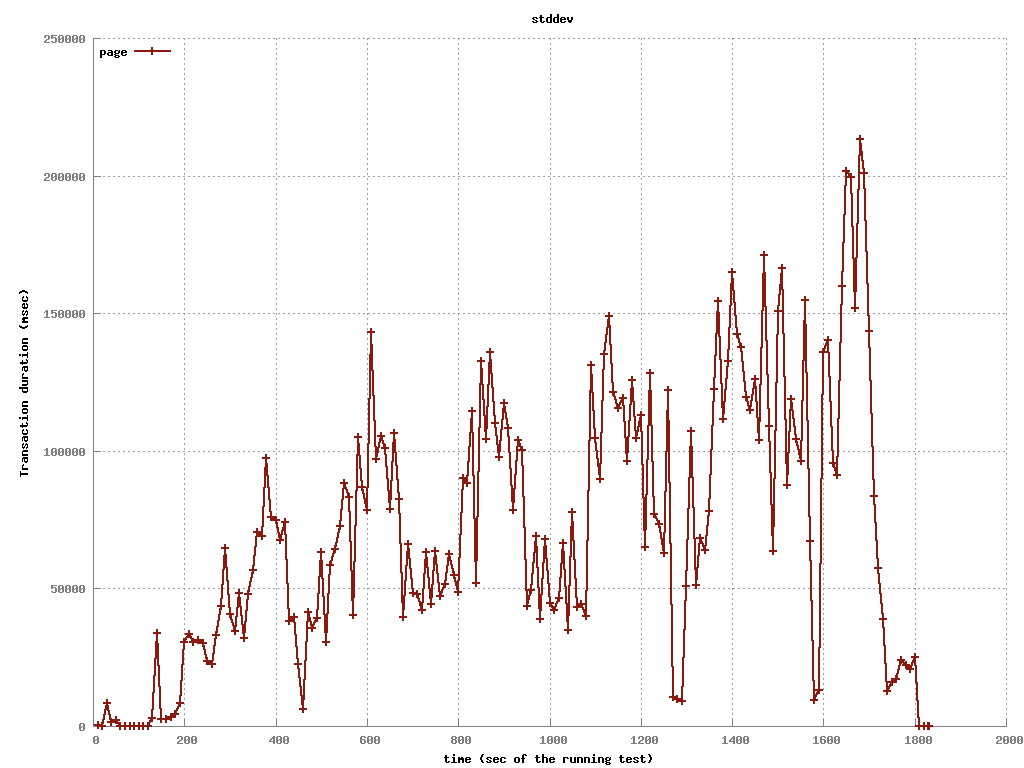 stddev
250000
page
200000
150000
100000
50000
0
Transaction duration (msec)
0 200 400 600 800 1000 1200 1400 1600 1800 2000
time (sec of the running test)